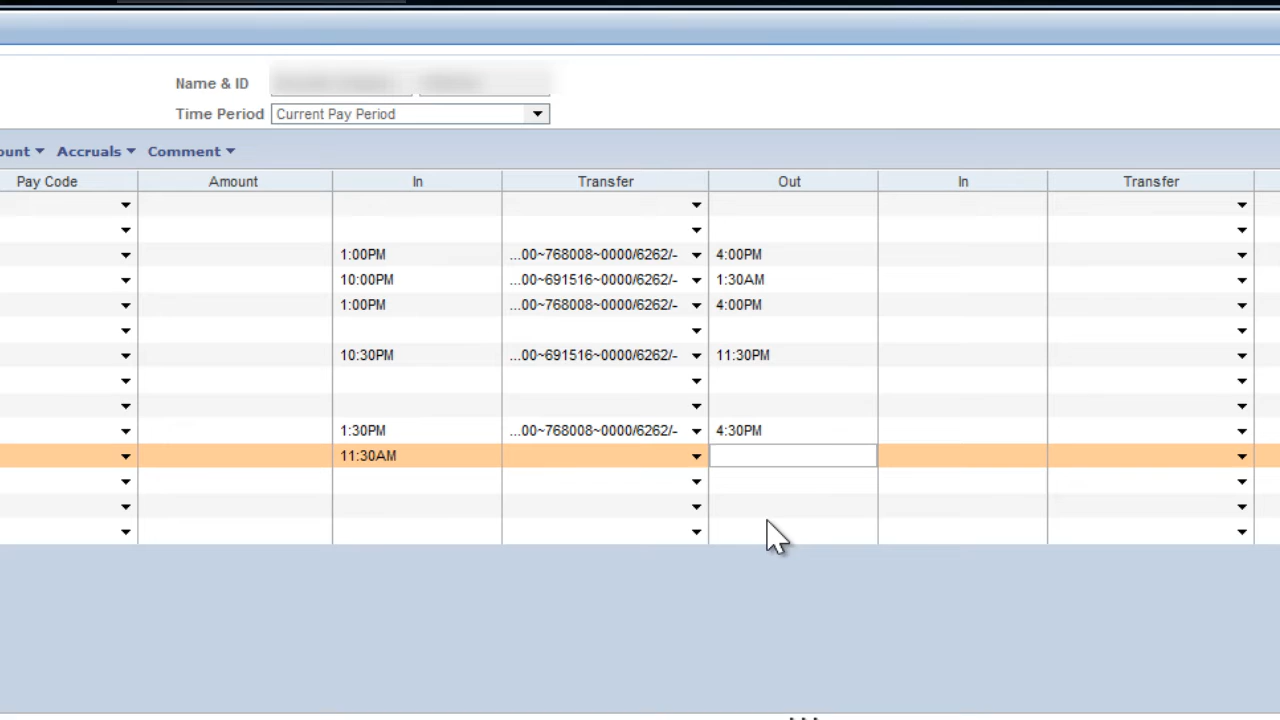 Name & ID
Time Period Current Pay Period
ount Accruals Comment
Pay Code Amount In Transfer Out In Transfer
1:00PM ...00~768008~0000/6262/- 4:00PM
10:00PM ...00~691516~0000/6262/- 1:30AM
1:00PM ...00~768008~0000/6262/- 4:00PM
10:30PM ...00~691516~0000/6262/- 11:30PM
1:30PM ...00~768008~0000/6262/- 4:30PM
11:30AM